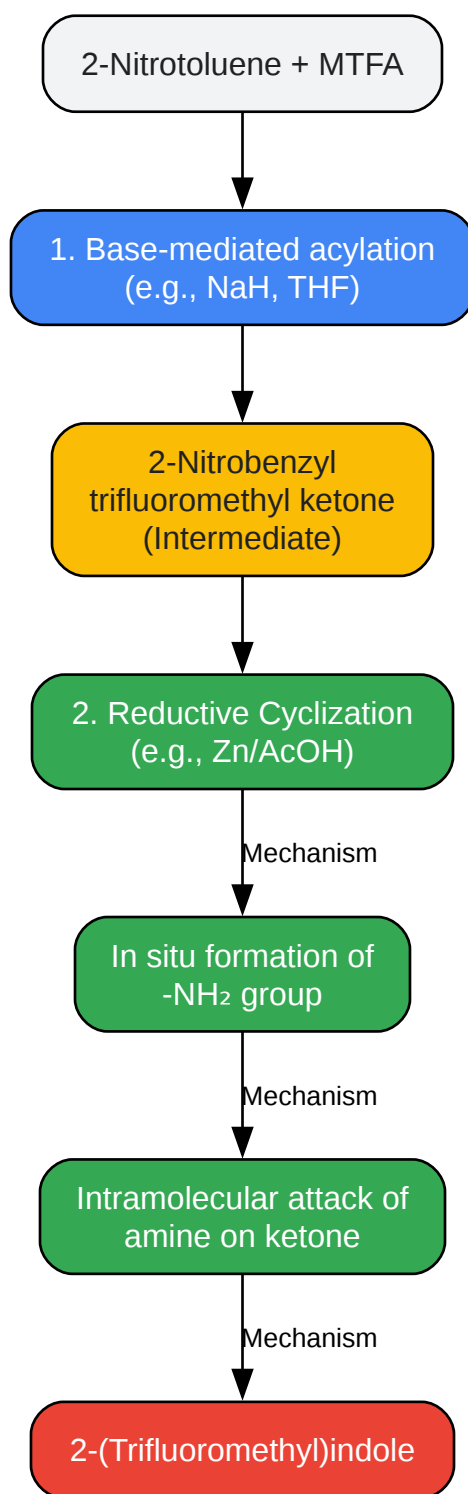 2-Nitrotoluene + MTFA
1. Base-mediated acylation
(e.g., NaH, THF)
2-Nitrobenzyl
trifluoromethyl ketone
(Intermediate)
2. Reductive Cyclization
(e.g., Zn/AcOH)
Mechanism
In situ formation of
-NH₂ group
Mechanism
Intramolecular attack of
amine on ketone
Mechanism
2-(Trifluoromethyl)indole